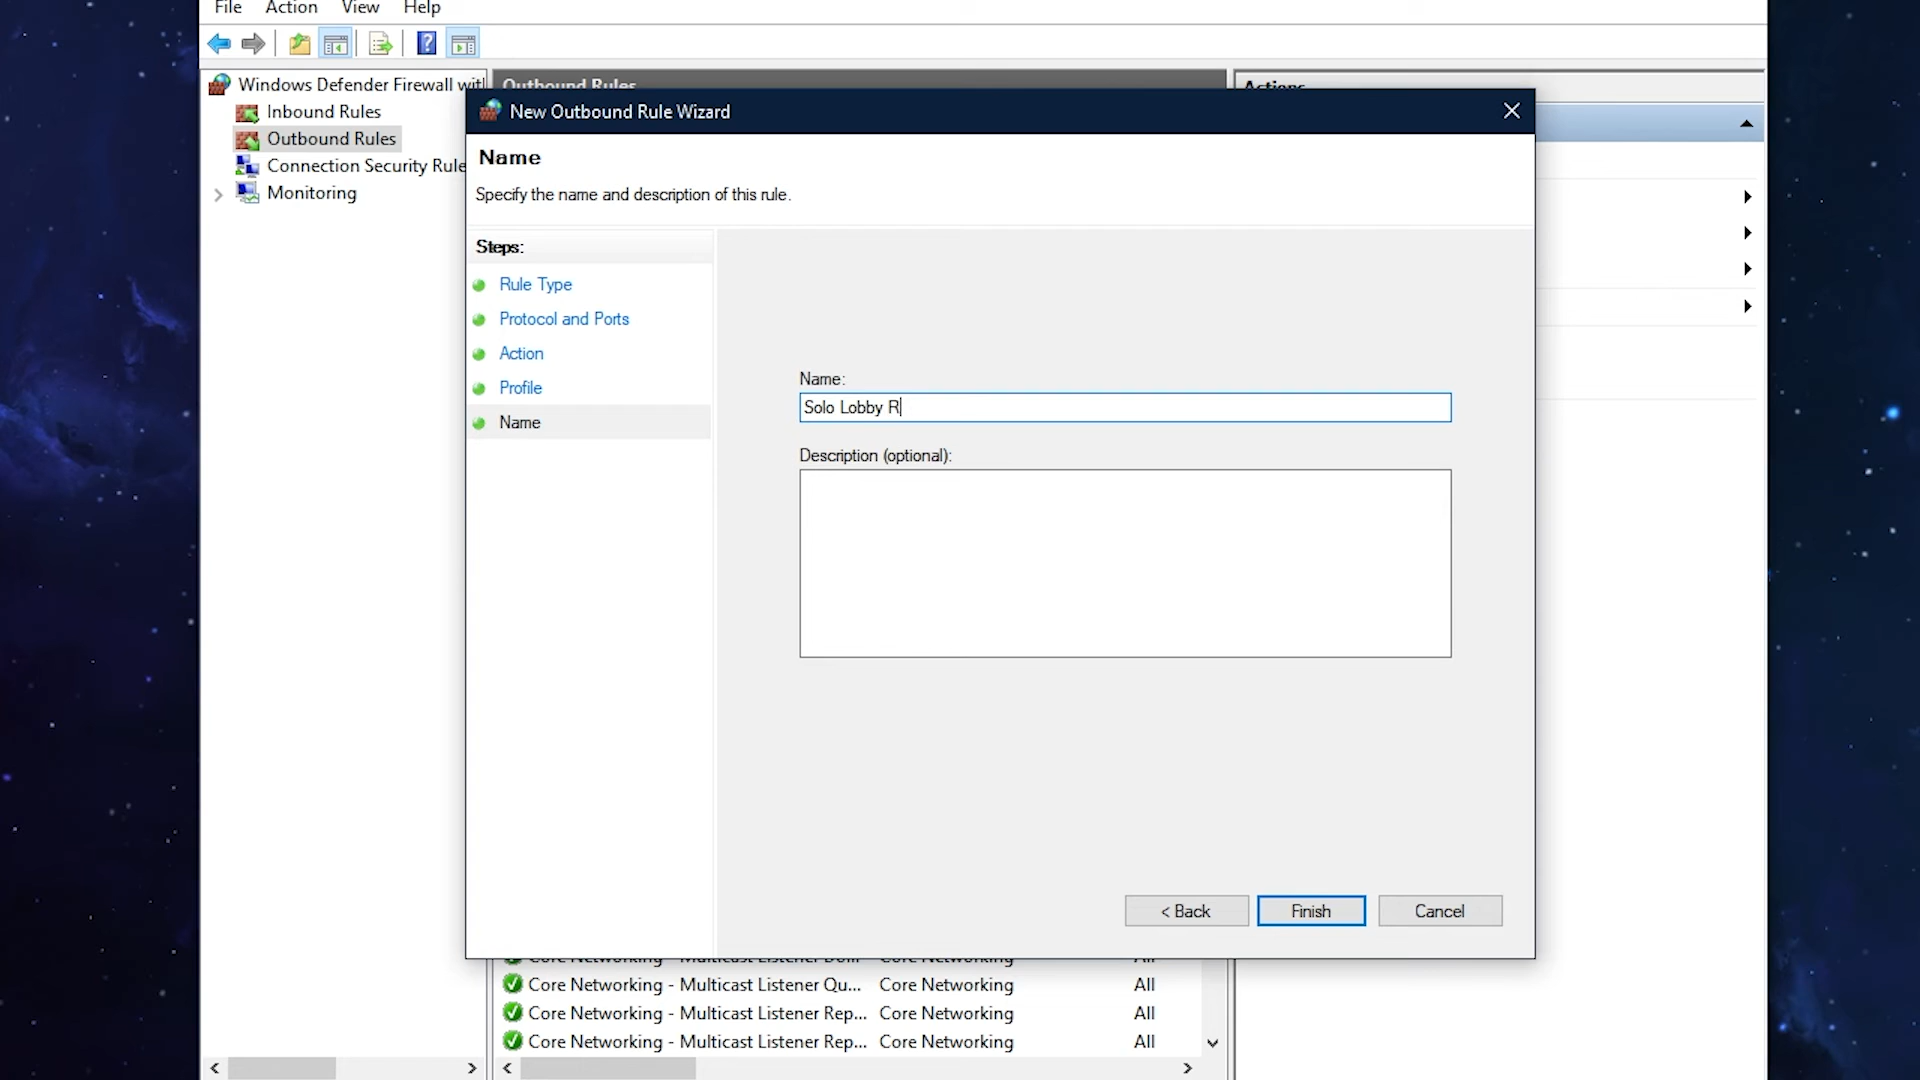 File Action View Help
Windows Defender Firewall wit
Outbound Rules
Actions
Inbound Rules
Outbound Rules
Connection Security Rule
Monitoring
New Outbound Rule Wizard
Name
Specify the name and description of this rule.
Steps:
Rule Type
Protocol and Ports
Action
Profile
Name
Name:
Solo Lobby R
Description (optional):
< Back
Finish
Cancel
Core Networking - Multicast Listener Qu... Core Networking All
Core Networking - Multicast Listener Rep... Core Networking All
Core Networking - Multicast Listener Rep... Core Networking All